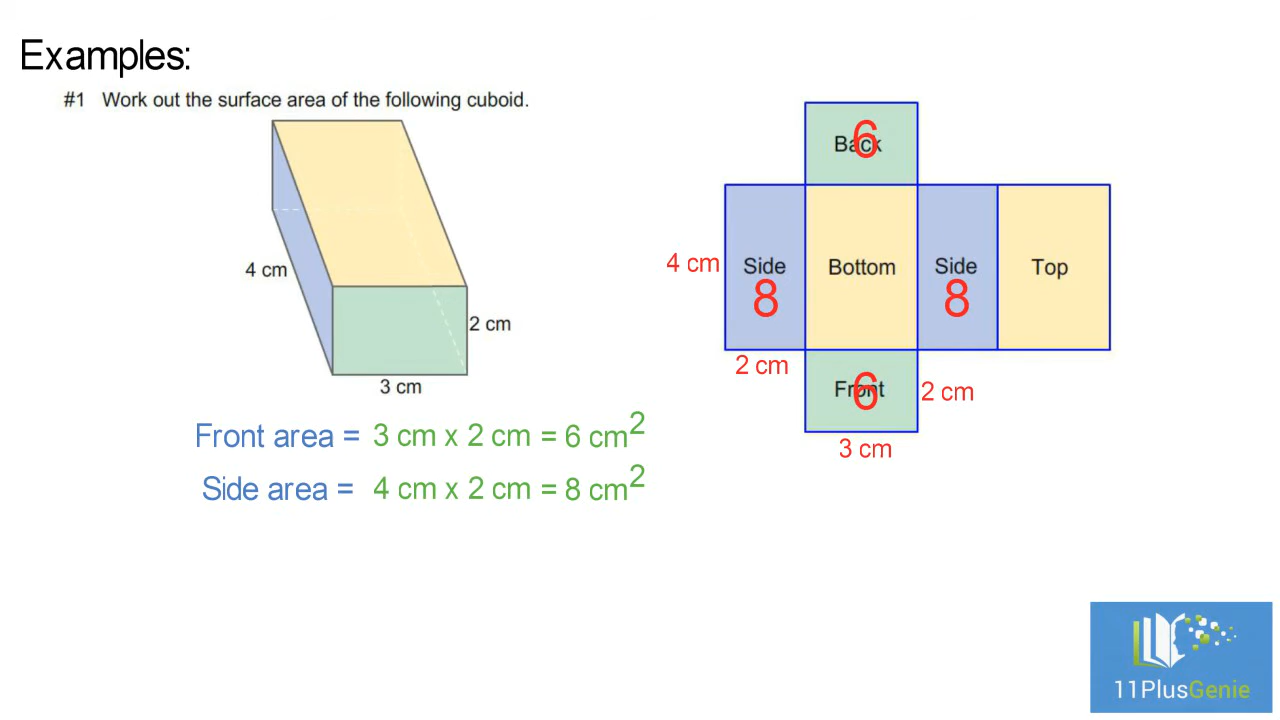 Examples:
#1 Work out the surface area of the following cuboid.
4 cm
2 cm
3 cm
Front area = 3 cm x 2 cm = 6 cm²
Side area = 4 cm x 2 cm = 8 cm²
Back
6
4 cm
Side
8
Bottom
Side
8
Top
2 cm
Front
6
2 cm
3 cm
11PlusGenie